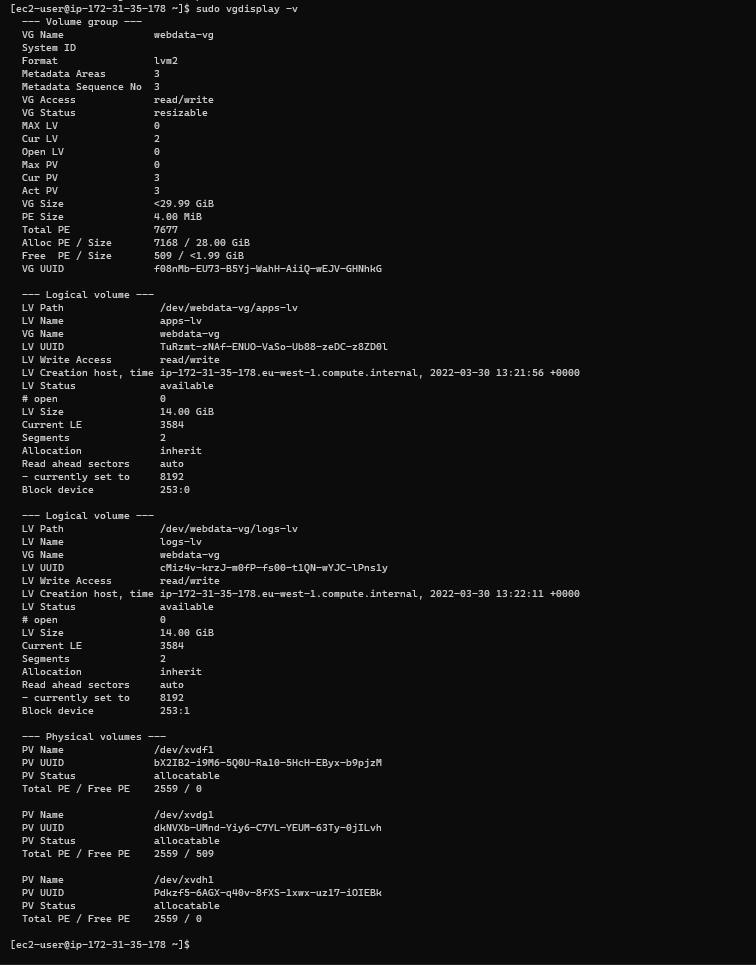 [ec2-user@ip-172-31-35-178 ~]$ sudo vgdisplay -v
--- Volume group ---
VG Name webdata-vg
System ID
Format lvm2
Metadata Areas 3
Metadata Sequence No 3
VG Access read/write
VG Status resizable
MAX LV 0
Cur LV 2
Open LV 0
Max PV 0
Cur PV 3
Act PV 3
VG Size <29.99 GiB
PE Size 4.00 MiB
Total PE 7677
Alloc PE / Size 7168 / 28.00 GiB
Free PE / Size 509 / <1.99 GiB
VG UUID f08nMb-EU73-B5Yj-WahH-AiiQ-wEJV-GHNhkG
--- Logical volume ---
LV Path /dev/webdata-vg/apps-lv
LV Name apps-lv
VG Name webdata-vg
LV UUID TuRzmt-zNAf-ENUO-VaSo-Ub88-zeDC-z8ZD0l
LV Write Access read/write
LV Creation host, time ip-172-31-35-178.eu-west-1.compute.internal, 2022-03-30 13:21:56 +0000
LV Status available
# open 0
LV Size 14.00 GiB
Current LE 3584
Segments 2
Allocation inherit
Read ahead sectors auto
- currently set to 8192
Block device 253:0
--- Logical volume ---
LV Path /dev/webdata-vg/logs-lv
LV Name logs-lv
VG Name webdata-vg
LV UUID cMiz4v-krzJ-m0fP-fs00-t1QN-wYJC-lPns1y
LV Write Access read/write
LV Creation host, time ip-172-31-35-178.eu-west-1.compute.internal, 2022-03-30 13:22:11 +0000
LV Status available
# open 0
LV Size 14.00 GiB
Current LE 3584
Segments 2
Allocation inherit
Read ahead sectors auto
- currently set to 8192
Block device 253:1
--- Physical volumes ---
PV Name /dev/xvdf1
PV UUID bX2IB2-i9M6-5Q0U-Ra10-5HcH-EByx-b9pjzM
PV Status allocatable
Total PE / Free PE 2559 / 0
PV Name /dev/xvdg1
PV UUID dkNVXb-UMnd-Yiy6-C7YL-YEUM-63Ty-0jILvh
PV Status allocatable
Total PE / Free PE 2559 / 509
PV Name /dev/xvdh1
PV UUID Pdkzf5-6AGX-q40v-8fXS-1xwx-uz17-iOIEBk
PV Status allocatable
Total PE / Free PE 2559 / 0
[ec2-user@ip-172-31-35-178 ~]$